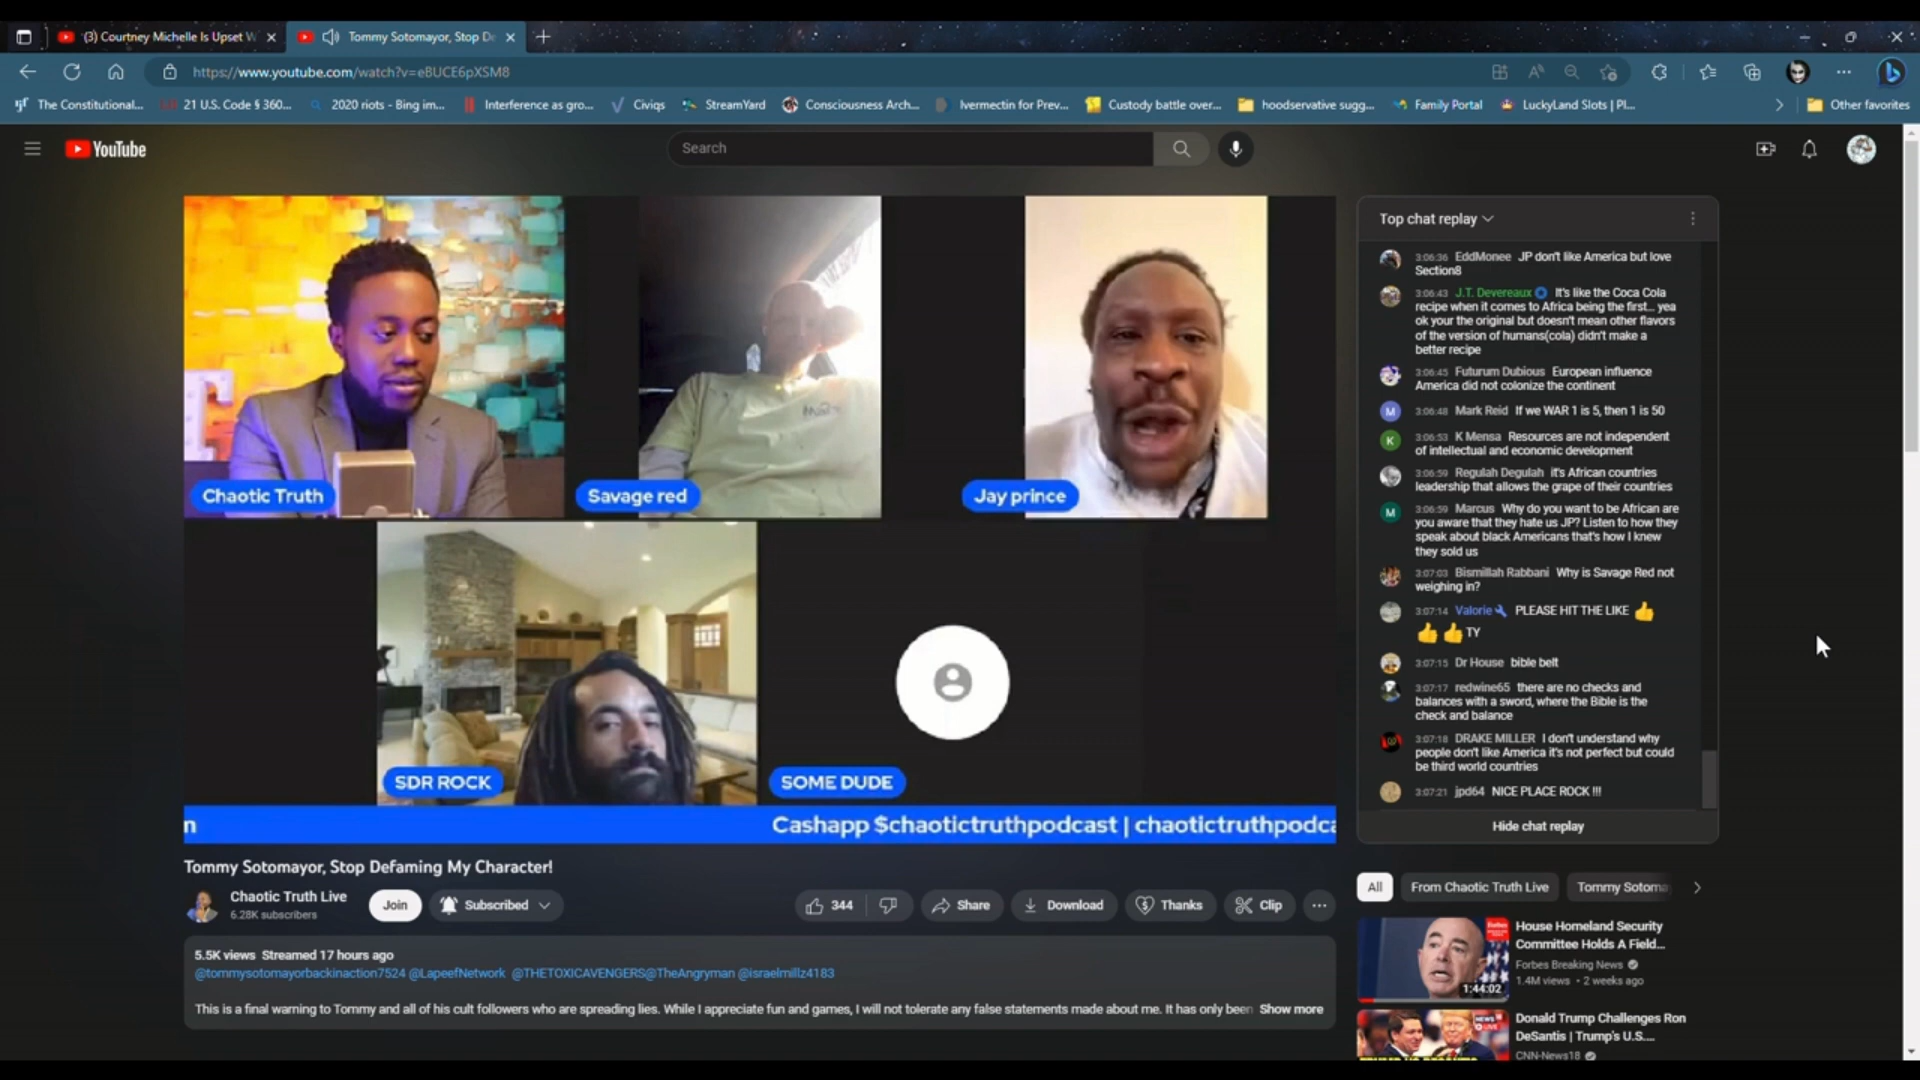 (3) Courtney Michelle Is Upset W
Tommy Sotomayor, Stop De
https://www.youtube.com/watch?v=eBUCE6pXSM8
The Constitutional...
21 U.S. Code § 360...
2020 riots - Bing im...
Interference as gro...
Civiqs
StreamYard
Consciousness Arch...
Ivermectin for Prev...
Custody battle over...
hoodservative sugg...
Family Portal
LuckyLand Slots | Pl...
Other favorites
YouTube
Search
Chaotic Truth
Savage red
Jay prince
SDR ROCK
SOME DUDE
n
Cashapp $chaotictruthpodcast | chaotictruthpodca
Top chat replay
3:06:36 EddMonee JP don't like America but love
Section8
3:06:43 J.T. Devereaux It's like the Coca Cola
recipe when it comes to Africa being the first... yea
ok your the original but doesn't mean other flavors
of the version of humans(cola) didn't make a
better recipe
3:06:45 Futurum Dubious European influence
America did not colonize the continent
M
3:06:48 Mark Reid If we WAR 1 is 5, then 1 is 50
K
3:06:53 K Mensa Resources are not independent
of intellectual and economic development
3:06:59 Regulah Degulah it's African countries
leadership that allows the grape of their countries
M
3:06:59 Marcus Why do you want to be African are
you aware that they hate us JP? Listen to how they
speak about black Americans that's how I knew
they sold us
3:07:03 Bismillah Rabbani Why is Savage Red not
weighing in?
3:07:14 Valorie PLEASE HIT THE LIKE 👍
👍👍TY
3:07:15 Dr House bible belt
3:07:17 redwine65 there are no checks and
balances with a sword, where the Bible is the
check and balance
3:07:18 DRAKE MILLER I don't understand why
people don't like America it's not perfect but could
be third world countries
3:07:21 jpd64 NICE PLACE ROCK !!!
Hide chat replay
Tommy Sotomayor, Stop Defaming My Character!
Chaotic Truth Live
6.28K subscribers
Join
Subscribed
344
Share
Download
Thanks
Clip
5.5K views Streamed 17 hours ago
@tommysotomayorbackinaction7524 @LapeefNetwork @THETOXICAVENGERS@TheAngryman @israelmillz4183
This is a final warning to Tommy and all of his cult followers who are spreading lies. While I appreciate fun and games, I will not tolerate any false statements made about me. It has only been Show more
All
From Chaotic Truth Live
Tommy Sotoma
House Homeland Security
Committee Holds A Field...
Forbes Breaking News
1.4M views • 2 weeks ago
1:44:02
Donald Trump Challenges Ron
DeSantis | Trump's U.S....
CNN-News18